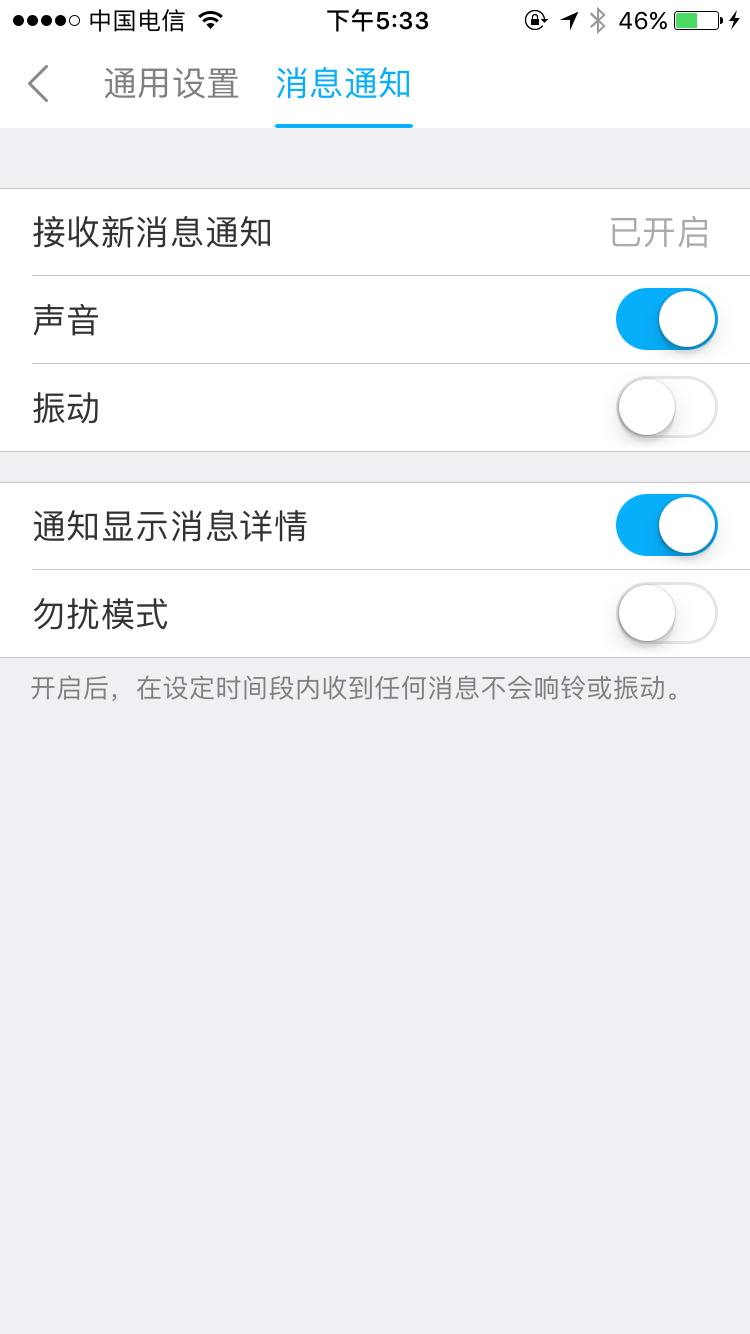 中国电信 下午5:33 46%
通用设置 消息通知
接收新消息通知 已开启
声音
振动
通知显示消息详情
勿扰模式
开启后，在设定时间段内收到任何消息不会响铃或振动。